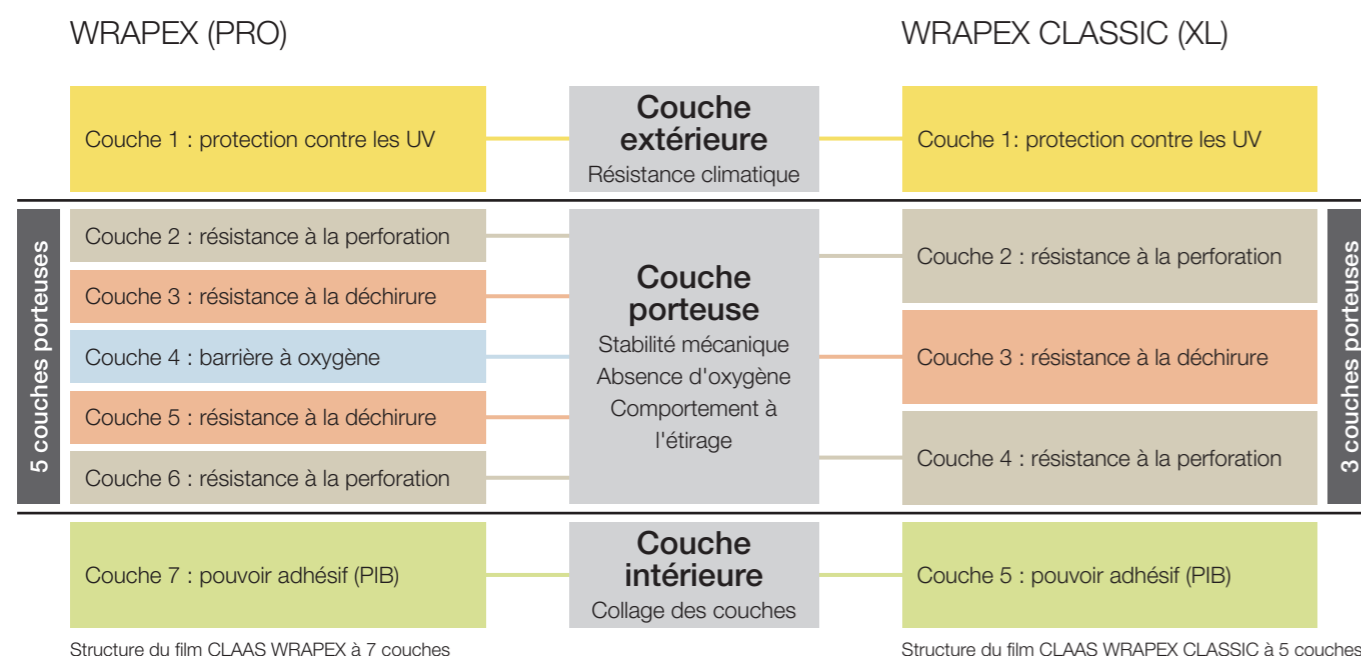 WRAPEX (PRO)
WRAPEX CLASSIC (XL)
Couche 1 : protection contre les UV
Couche
extérieure
Résistance climatique
Couche 1: protection contre les UV
5 couches porteuses
Couche 2 : résistance à la perforation
Couche 3 : résistance à la déchirure
Couche 4 : barrière à oxygène
Couche 5 : résistance à la déchirure
Couche 6 : résistance à la perforation
Couche
porteuse
Stabilité mécanique
Absence d'oxygène
Comportement à
l'étirage
Couche 2 : résistance à la perforation
Couche 3 : résistance à la déchirure
Couche 4 : résistance à la perforation
3 couches porteuses
Couche 7 : pouvoir adhésif (PIB)
Couche
intérieure
Collage des couches
Couche 5 : pouvoir adhésif (PIB)
Structure du film CLAAS WRAPEX à 7 couches
Structure du film CLAAS WRAPEX CLASSIC à 5 couches